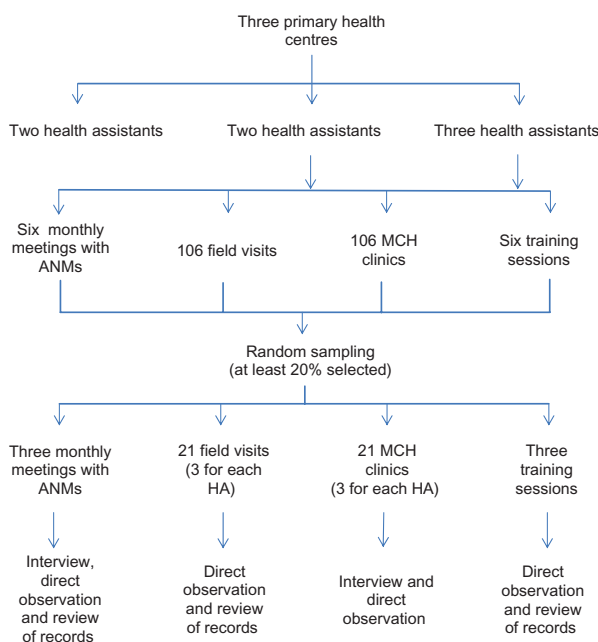 Three primary health
centres
Two health assistants
Two health assistants
Three health assistants
Six monthly
meetings with
ANMs
106 field visits
106 MCH
clinics
Six training
sessions
Random sampling
(at least 20% selected)
Three monthly
meetings with
ANMs
21 field visits
(3 for each
HA)
21 MCH
clinics
(3 for each HA)
Three
training
sessions
Interview,
direct
observation
and review
of records
Direct
observation
and review
of records
Interview and
direct
observation
Direct
observation
and review
of records